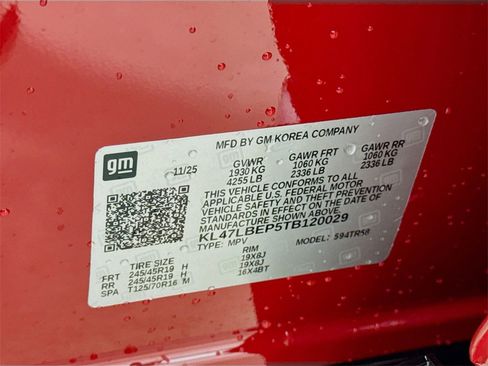 MFD BY GM KOREA COMPANY
gm
11/25
GVWR GAWR FRT GAWR RR
1930 KG 1060 KG 1060 KG
4255 LB 2336 LB 2336 LB
THIS VEHICLE CONFORMS TO ALL
APPLICABLE U.S. FEDERAL MOTOR
VEHICLE SAFETY AND THEFT PREVENTION
STANDARDS IN EFFECT ON THE DATE OF
MANUFACTURE SHOWN ABOVE.
KL47LBEP5TB120029
TYPE: MPV MODEL: 594TR58
TIRE SIZE RIM
FRT 245/45R19 H 19X8J
RR 245/45R19 H 19X8J
SPA T125/70R16 M 16X4BT